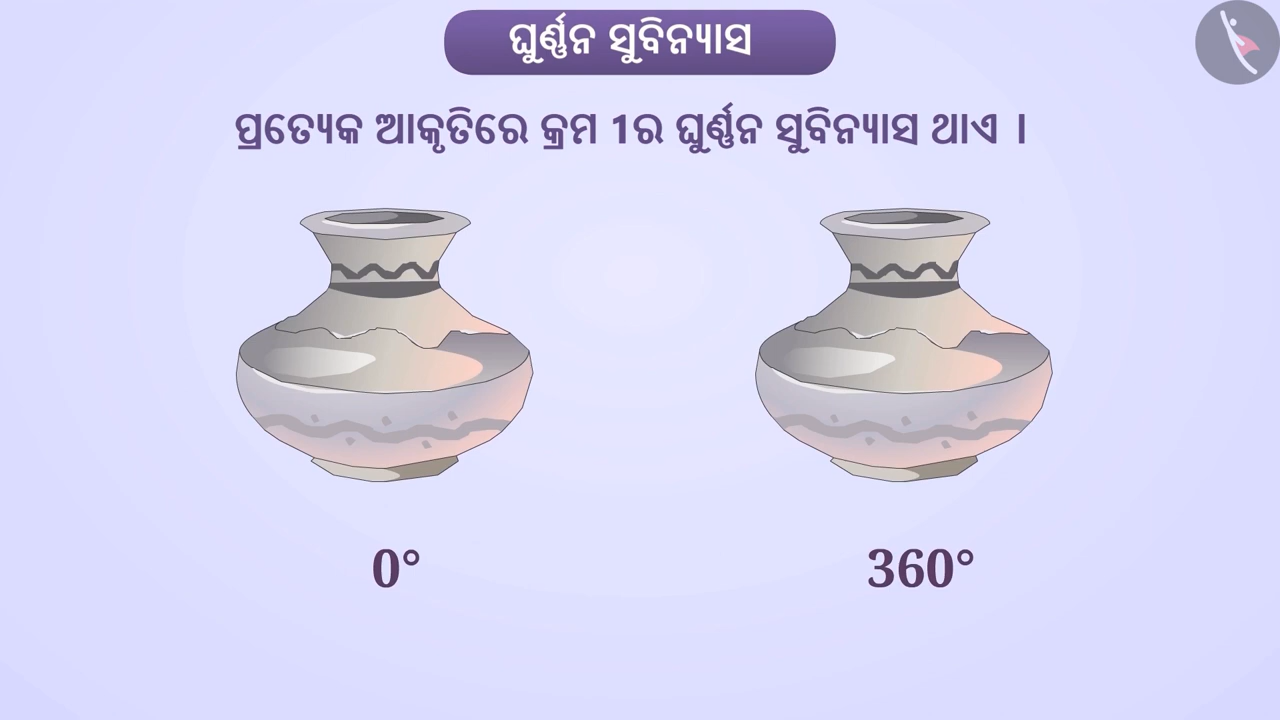 ଘୁର୍ଣ୍ଣନ ସୁବିନ୍ୟାସ
ପ୍ରତ୍ୟେକ ଆକୃତିରେ କ୍ରମ 1ର ଘୁର୍ଣ୍ଣନ ସୁବିନ୍ୟାସ ଥାଏ ।
0° 360°